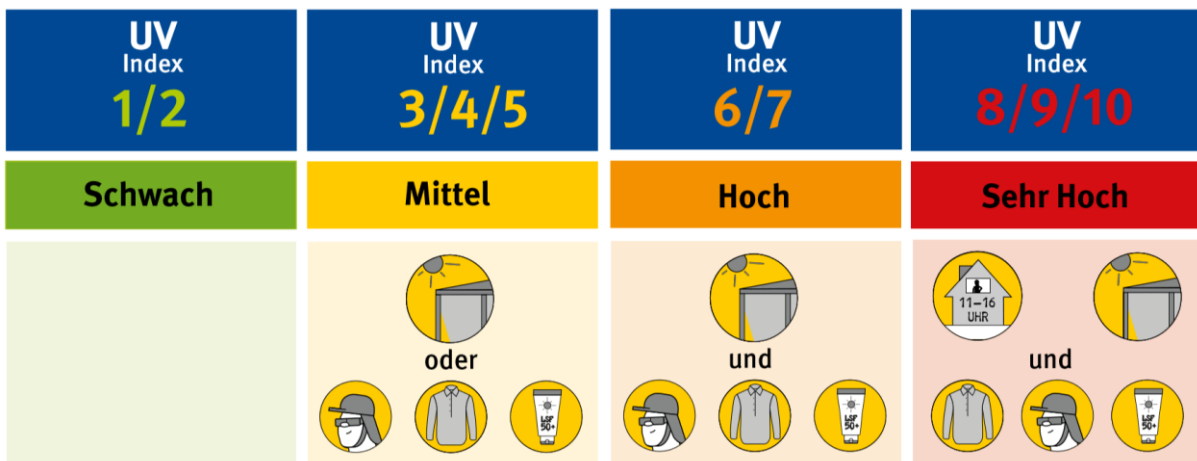 UV
Index
1/2
Schwach
UV
Index
3/4/5
Mittel
oder
LSF
50+
UV
Index
6/7
Hoch
und
LSF
50+
UV
Index
8/9/10
Sehr Hoch
11–16
UHR
und
LSF
50+